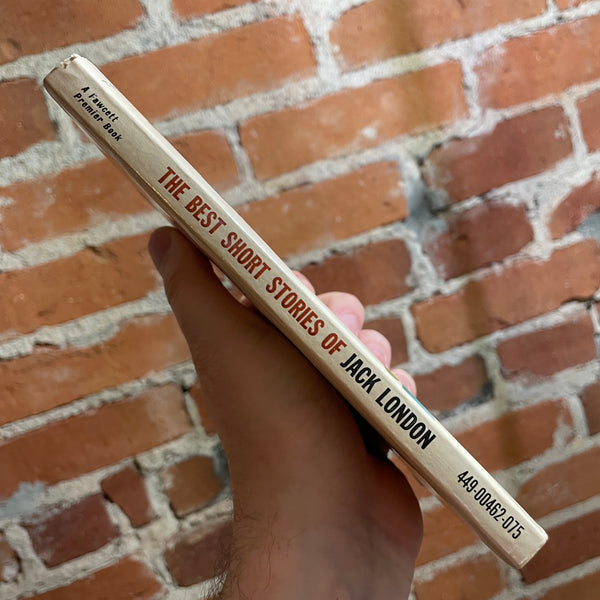 A Fawcett
Premier Book
THE BEST SHORT STORIES OF JACK LONDON
449-00462-075